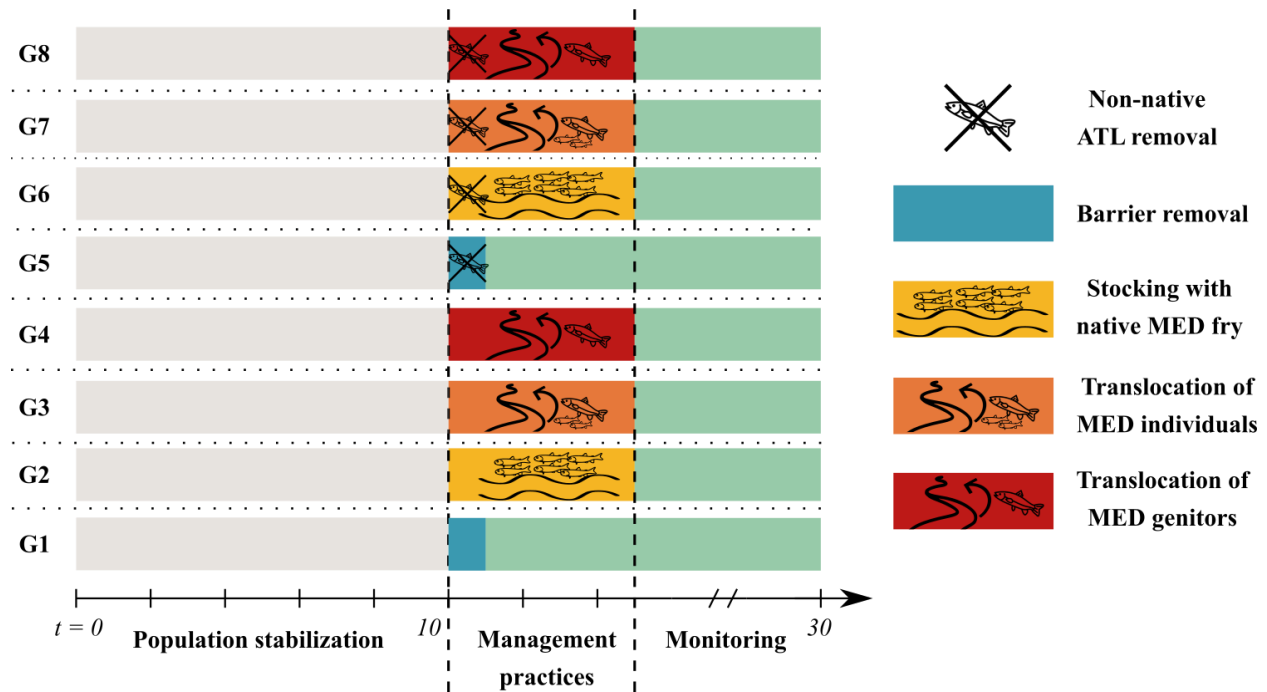 G8
G7
G6
G5
G4
G3
G2
G1
t = 0
10
30
Population stabilization
Management
practices
Monitoring
Non-native
ATL removal
Barrier removal
Stocking with
native MED fry
Translocation of
MED individuals
Translocation of
MED genitors